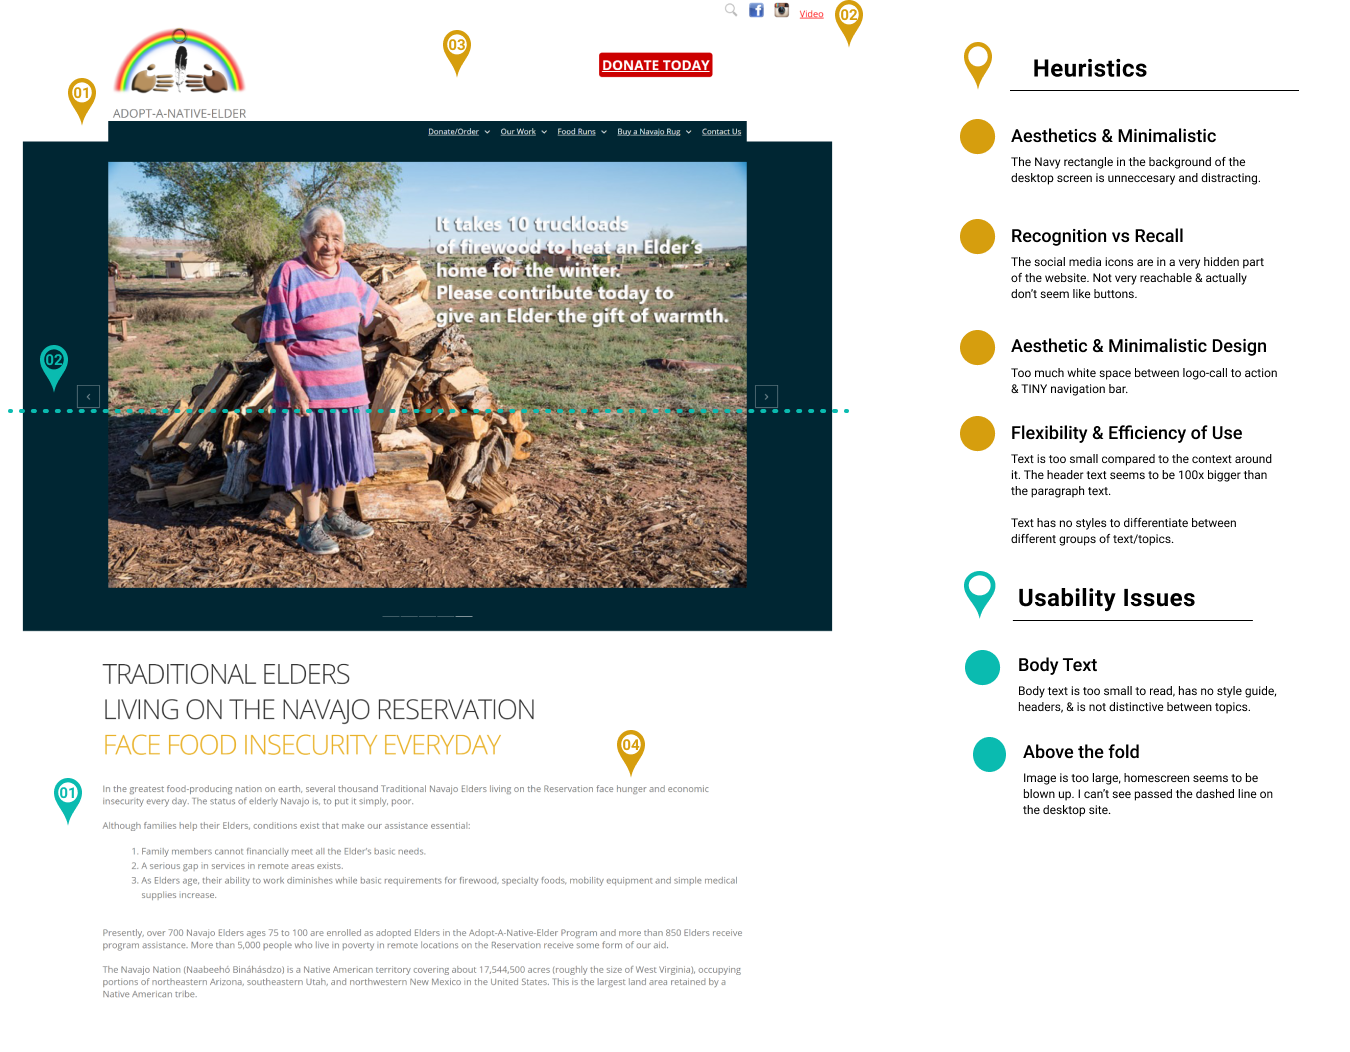 Video
02
03
01
DONATE TODAY
ADOPT-A-NATIVE-ELDER
Donate/Order
Our Work
Food Runs
Buy a Navajo Rug
Contact Us
It takes 10 truckloads
of firewood to heat an Elder's
home for the winter.
Please contribute today to
give an Elder the gift of warmth.
02
TRADITIONAL ELDERS
LIVING ON THE NAVAJO RESERVATION
FACE FOOD INSECURITY EVERYDAY
04
01
In the greatest food-producing nation on earth, several thousand Traditional Navajo Elders living on the Reservation face hunger and economic
insecurity every day. The status of elderly Navajo is, to put it simply, poor.
Although families help their Elders, conditions exist that make our assistance essential:
1. Family members cannot financially meet all the Elder's basic needs.
2. A serious gap in services in remote areas exists.
3. As Elders age, their ability to work diminishes while basic requirements for firewood, specialty foods, mobility equipment and simple medical
supplies increase.
Presently, over 700 Navajo Elders ages 75 to 100 are enrolled as adopted Elders in the Adopt-A-Native-Elder Program and more than 850 Elders receive
program assistance. More than 5,000 people who live in poverty in remote locations on the Reservation receive some form of our aid.
The Navajo Nation (Naabeehó Bináhásdzo) is a Native American territory covering about 17,544,500 acres (roughly the size of West Virginia), occupying
portions of northeastern Arizona, southeastern Utah, and northwestern New Mexico in the United States. This is the largest land area retained by a
Native American tribe.
Heuristics
Aesthetics & Minimalistic
The Navy rectangle in the background of the
desktop screen is unneccesary and distracting.
Recognition vs Recall
The social media icons are in a very hidden part
of the website. Not very reachable & actually
don't seem like buttons.
Aesthetic & Minimalistic Design
Too much white space between logo-call to action
& TINY navigation bar.
Flexibility & Efficiency of Use
Text is too small compared to the context around
it. The header text seems to be 100x bigger than
the paragraph text.
Text has no styles to differentiate between
different groups of text/topics.
Usability Issues
Body Text
Body text is too small to read, has no style guide,
headers, & is not distinctive between topics.
Above the fold
Image is too large, homescreen seems to be
blown up. I can't see passed the dashed line on
the desktop site.